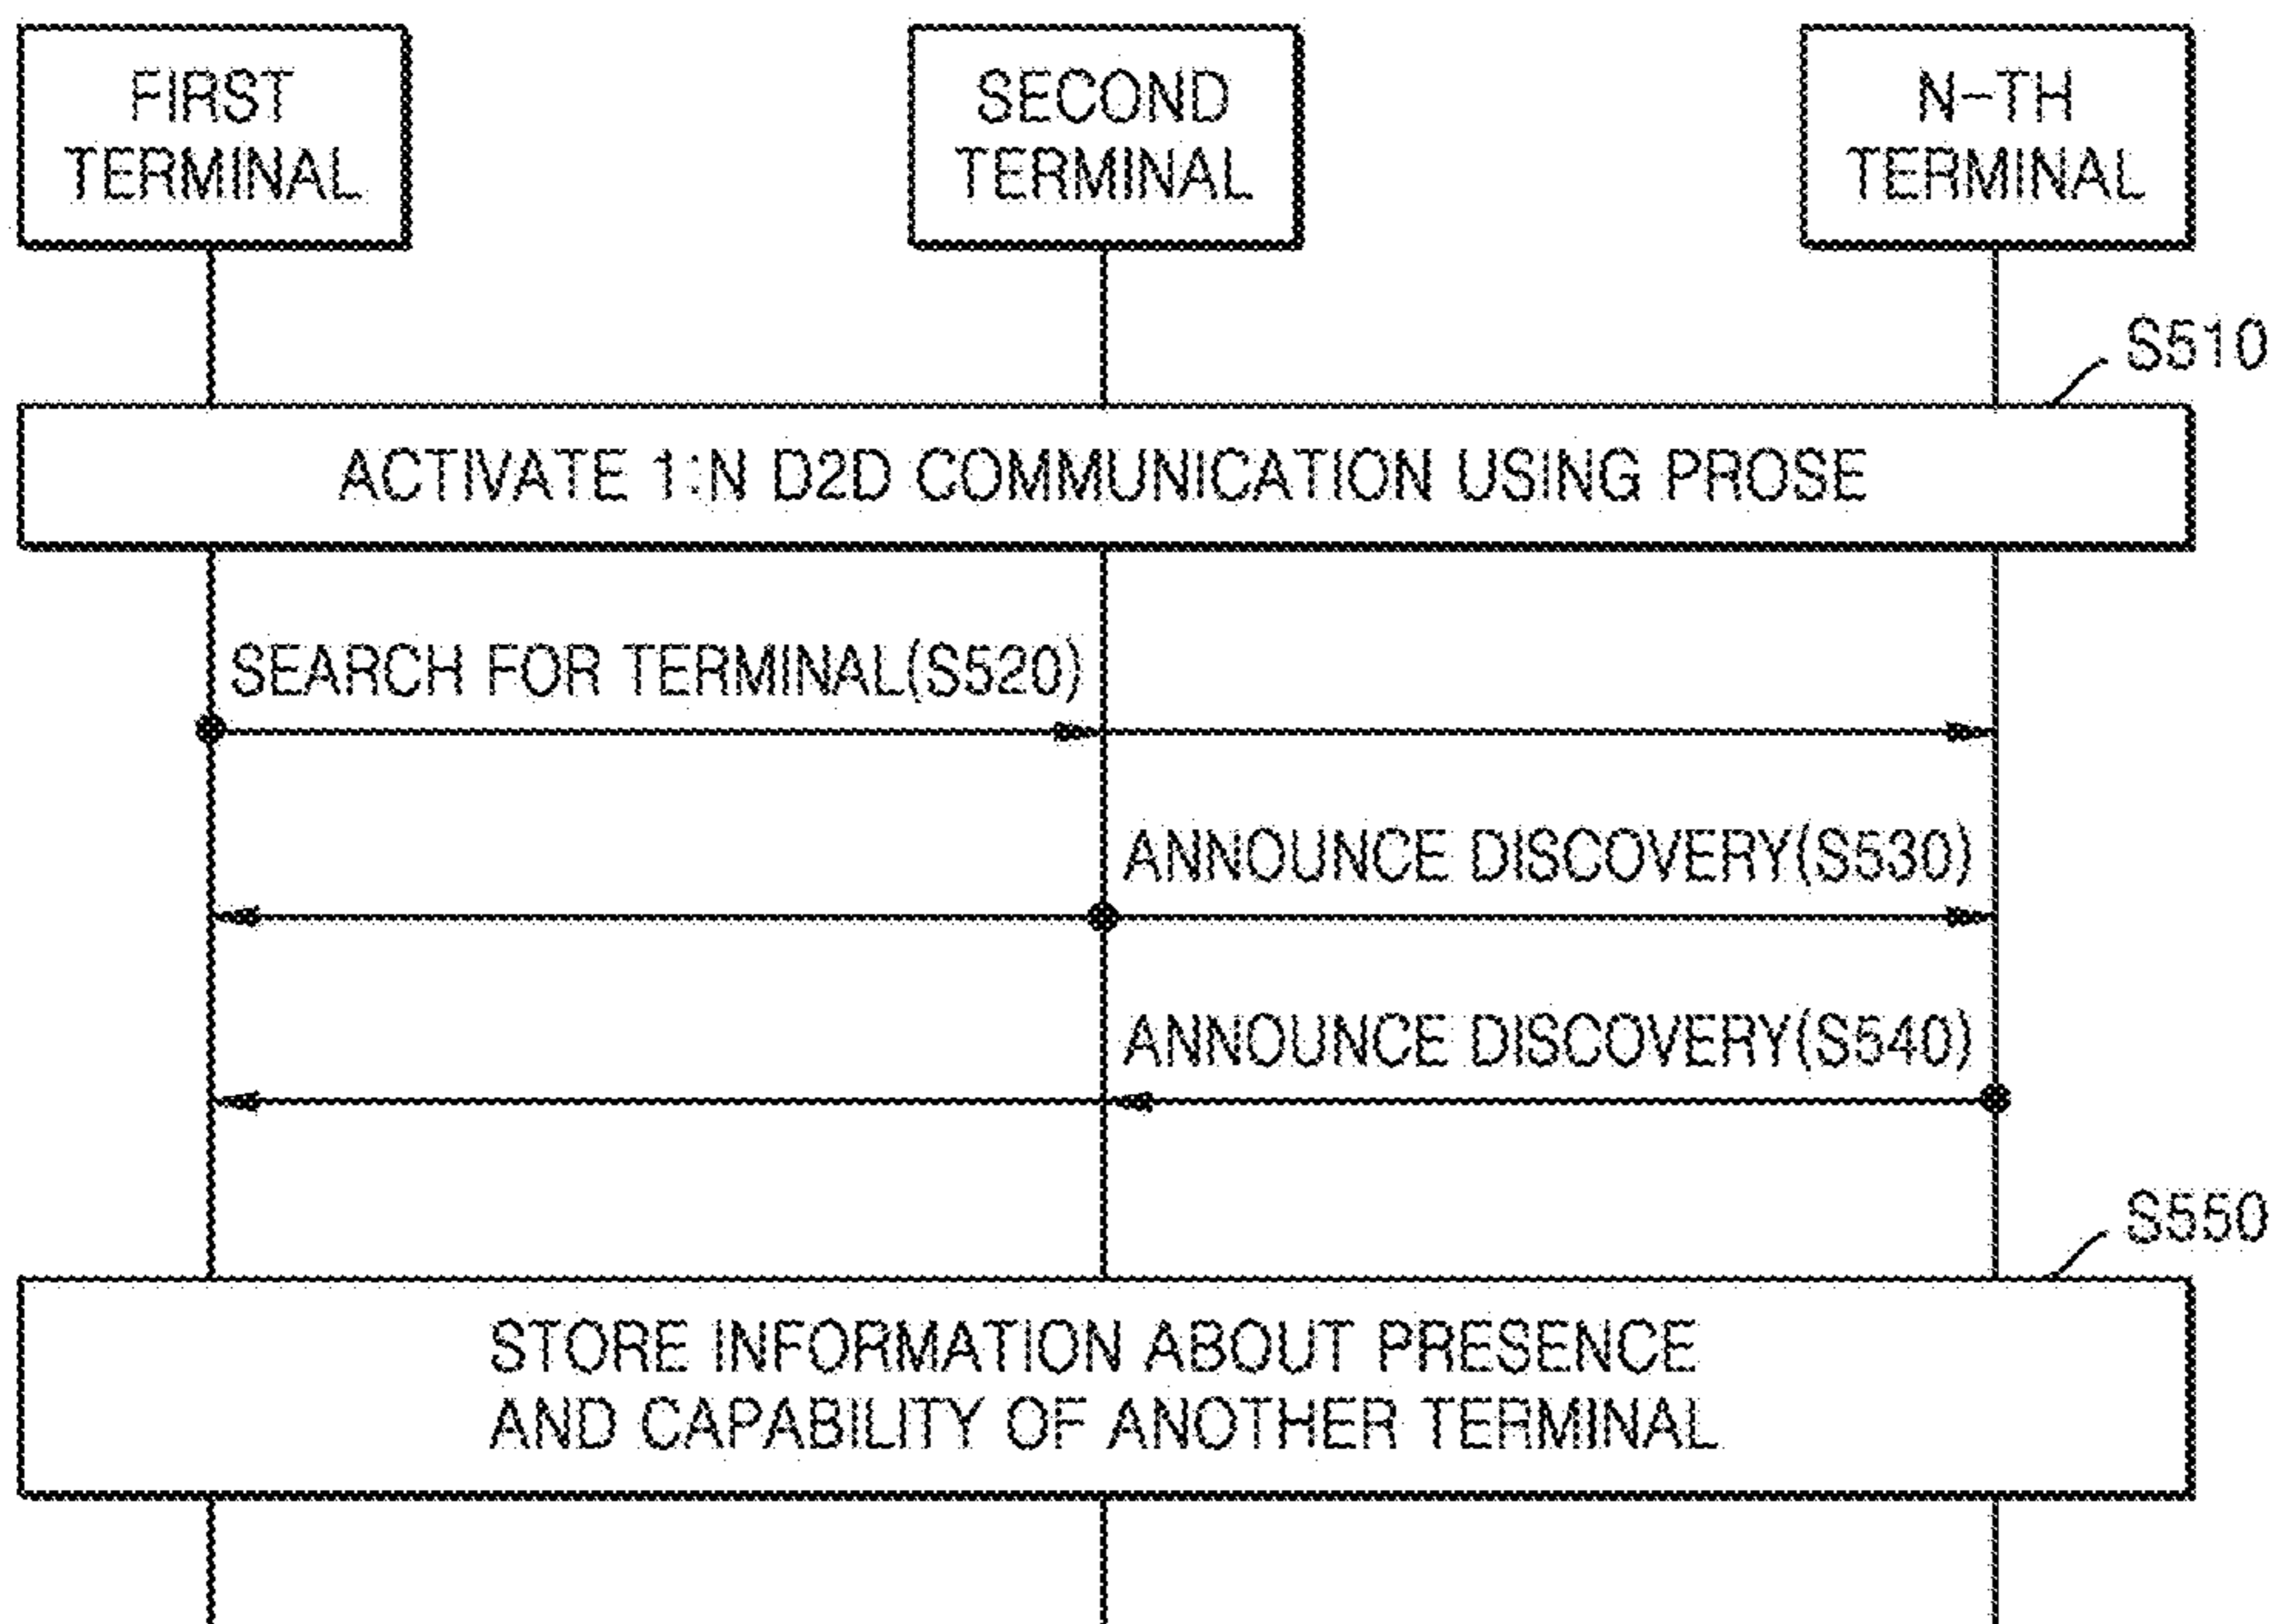 FIRST
TERMINAL
SECOND
TERMINAL
N-TH
TERMINAL
S510
ACTIVATE 1:N D2D COMMUNICATION USING PROSE
SEARCH FOR TERMINAL(S520)
ANNOUNCE DISCOVERY(S530)
ANNOUNCE DISCOVERY(S540)
S550
STORE INFORMATION ABOUT PRESENCE
AND CAPABILITY OF ANOTHER TERMINAL